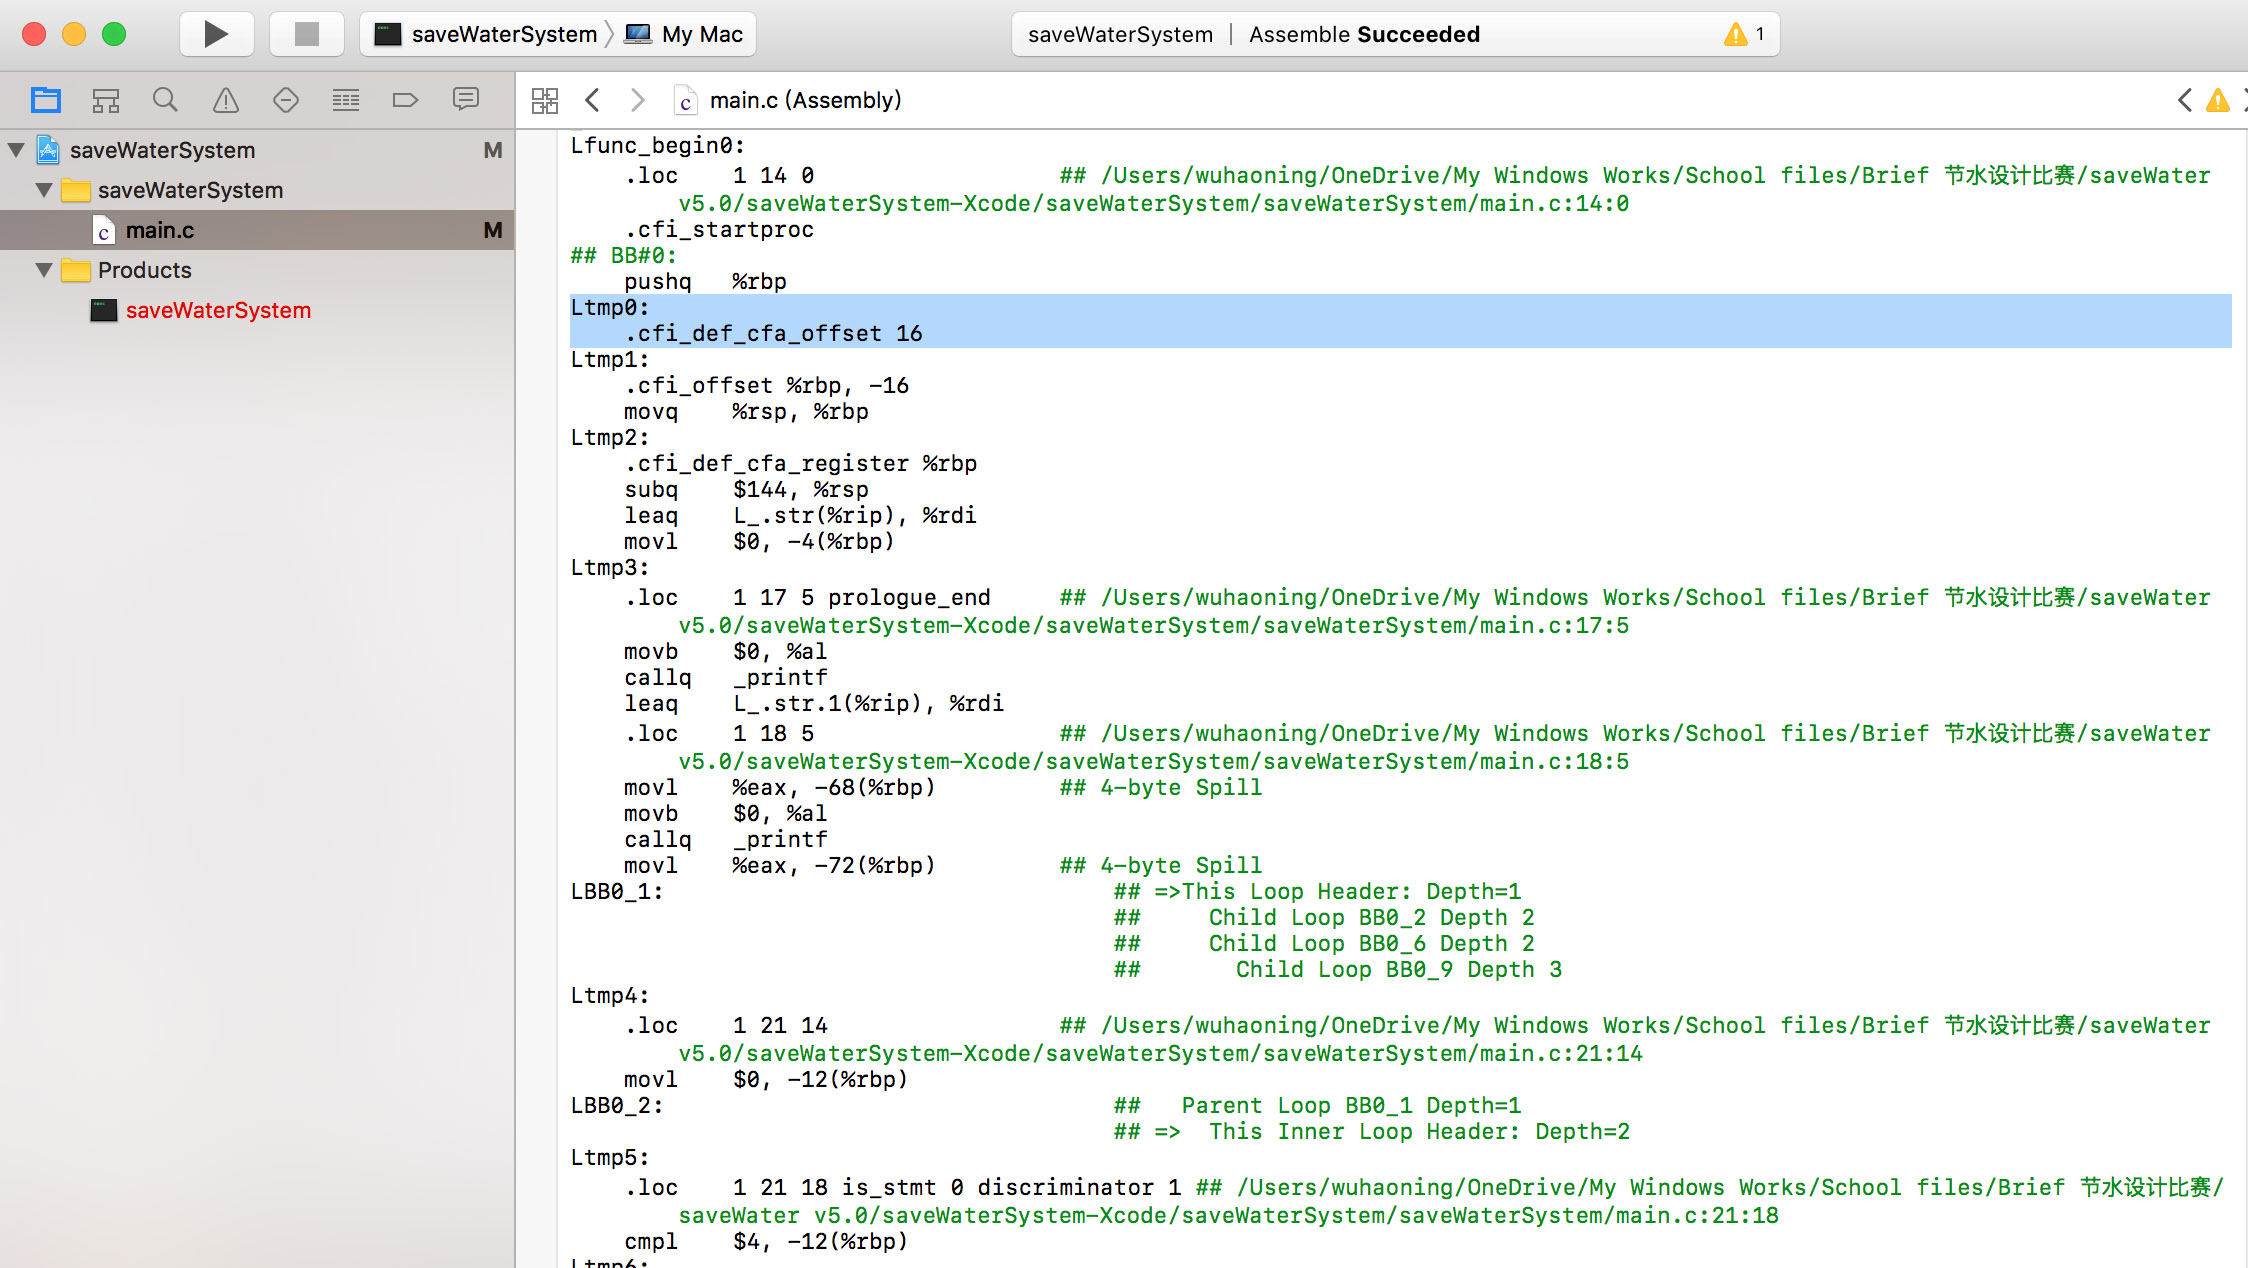 saveWaterSystem My Mac
saveWaterSystem | Assemble Succeeded 1
main.c (Assembly)
saveWaterSystem M
saveWaterSystem
main.c M
Products
saveWaterSystem
Lfunc_begin0:
.loc 1 14 0 ## /Users/wuhaoning/OneDrive/My Windows Works/School files/Brief 节水设计比赛/saveWater
v5.0/saveWaterSystem-Xcode/saveWaterSystem/saveWaterSystem/main.c:14:0
.cfi_startproc
## BB#0:
pushq %rbp
Ltmp0:
.cfi_def_cfa_offset 16
Ltmp1:
.cfi_offset %rbp, -16
movq %rsp, %rbp
Ltmp2:
.cfi_def_cfa_register %rbp
subq $144, %rsp
leaq L_.str(%rip), %rdi
movl $0, -4(%rbp)
Ltmp3:
.loc 1 17 5 prologue_end ## /Users/wuhaoning/OneDrive/My Windows Works/School files/Brief 节水设计比赛/saveWater
v5.0/saveWaterSystem-Xcode/saveWaterSystem/saveWaterSystem/main.c:17:5
movb $0, %al
callq _printf
leaq L_.str.1(%rip), %rdi
.loc 1 18 5 ## /Users/wuhaoning/OneDrive/My Windows Works/School files/Brief 节水设计比赛/saveWater
v5.0/saveWaterSystem-Xcode/saveWaterSystem/saveWaterSystem/main.c:18:5
movl %eax, -68(%rbp) ## 4-byte Spill
movb $0, %al
callq _printf
movl %eax, -72(%rbp) ## 4-byte Spill
LBB0_1: ## =>This Loop Header: Depth=1
## Child Loop BB0_2 Depth 2
## Child Loop BB0_6 Depth 2
## Child Loop BB0_9 Depth 3
Ltmp4:
.loc 1 21 14 ## /Users/wuhaoning/OneDrive/My Windows Works/School files/Brief 节水设计比赛/saveWater
v5.0/saveWaterSystem-Xcode/saveWaterSystem/saveWaterSystem/main.c:21:14
movl $0, -12(%rbp)
LBB0_2: ## Parent Loop BB0_1 Depth=1
## => This Inner Loop Header: Depth=2
Ltmp5:
.loc 1 21 18 is_stmt 0 discriminator 1 ## /Users/wuhaoning/OneDrive/My Windows Works/School files/Brief 节水设计比赛/
saveWater v5.0/saveWaterSystem-Xcode/saveWaterSystem/saveWaterSystem/main.c:21:18
cmpl $4, -12(%rbp)
Ltmp6: